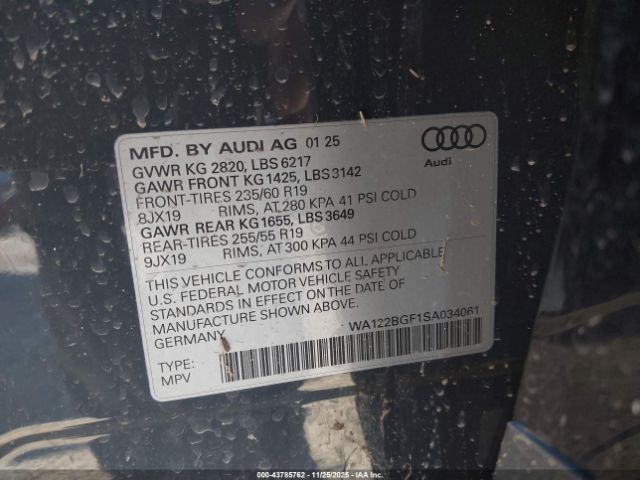 MFD. BY AUDI AG 01 25
GVWR KG 2820, LBS 6217
GAWR FRONT KG 1425, LBS 3142
FRONT-TIRES 235/60 R19
8JX19 RIMS, AT 280 KPA 41 PSI COLD
GAWR REAR KG 1655, LBS 3649
REAR-TIRES 255/55 R19
9JX19 RIMS, AT 300 KPA 44 PSI COLD
THIS VEHICLE CONFORMS TO ALL APPLICABLE
U.S. FEDERAL MOTOR VEHICLE SAFETY
STANDARDS IN EFFECT ON THE DATE OF
MANUFACTURE SHOWN ABOVE.
GERMANY
WA122BGF1SA034061
TYPE:
MPV
Audi
000-43785762 - 11/25/2025 - IAAI.COM